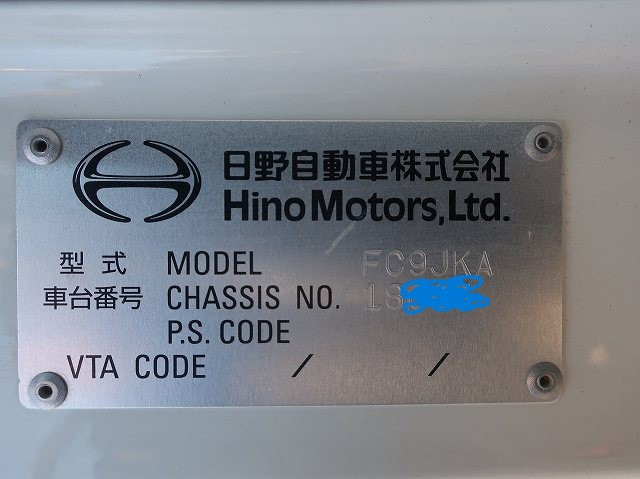 日野自動車株式会社
Hino Motors, Ltd.
型式 MODEL FC9JKA
車台番号 CHASSIS NO. 18
P.S. CODE
VTA CODE / /